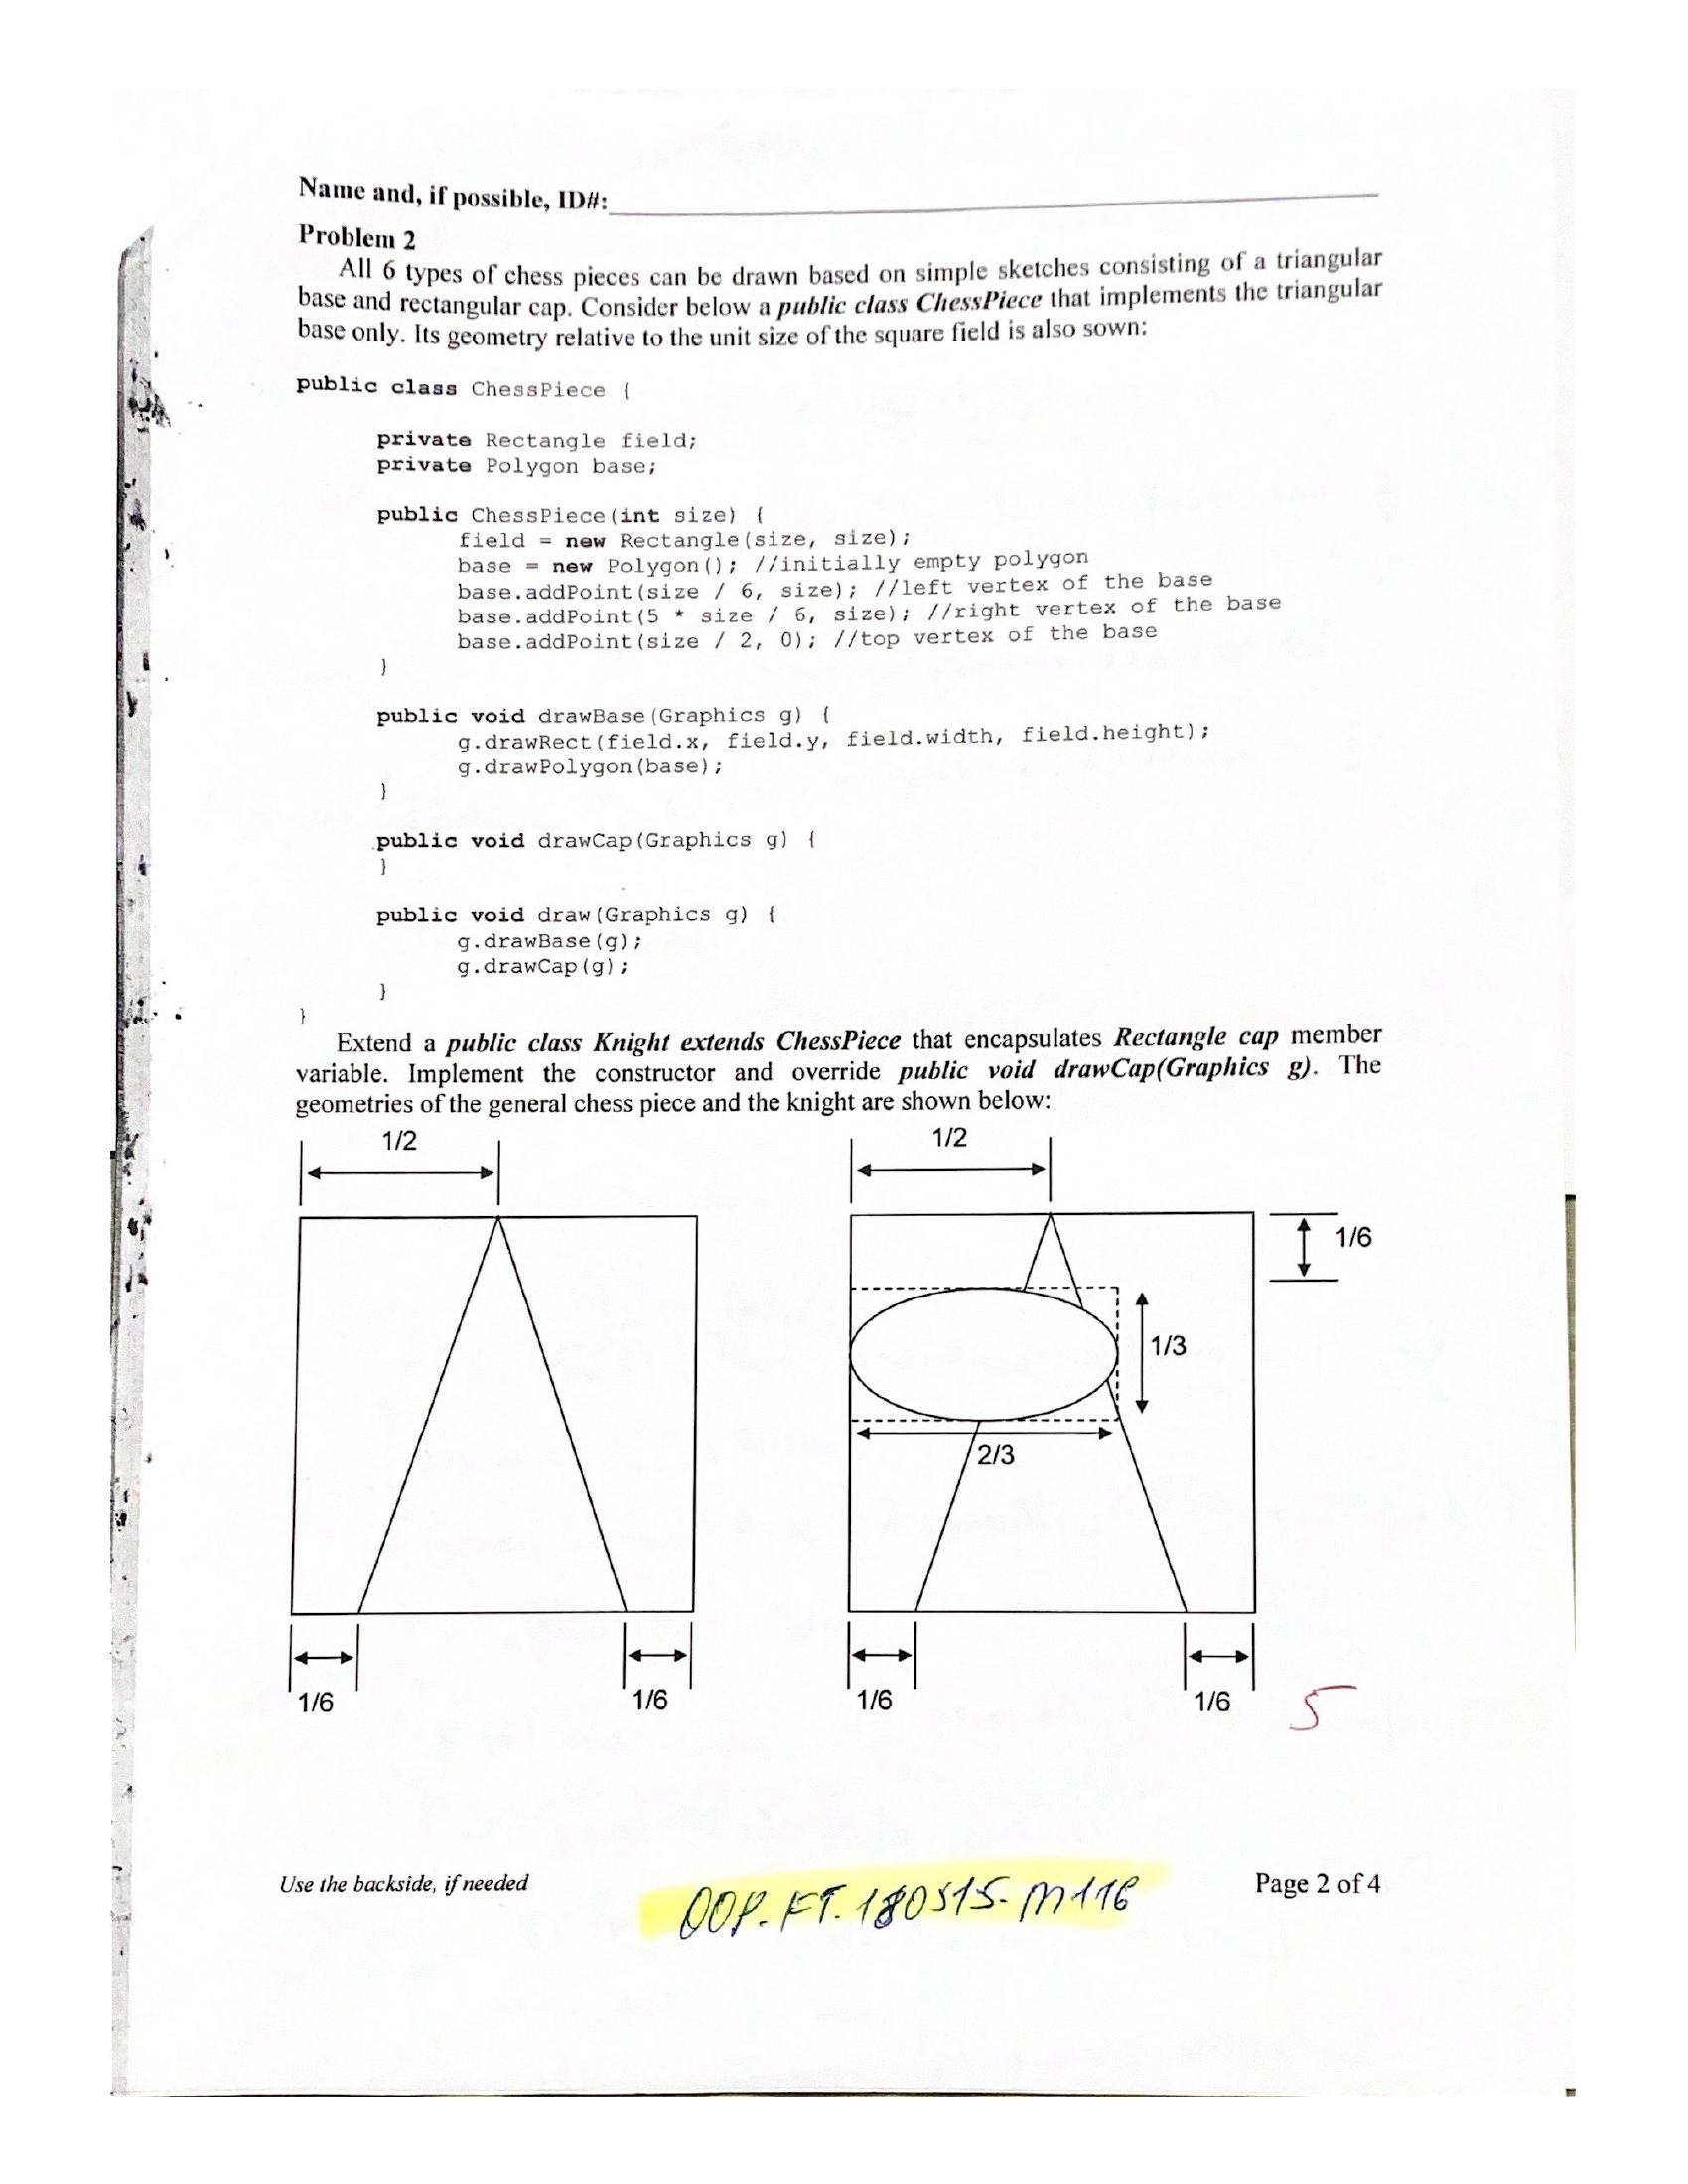 Name and, if possible, ID#:
Problem 2
All 6 types of chess pieces can be drawn based on simple sketches consisting of a triangular
base and rectangular cap. Consider below a public class ChessPiece that implements the triangular
base only. Its geometry relative to the unit size of the square field is also sown:
public class ChessPiece {
private Rectangle field;
private Polygon base;
public ChessPiece(int size) {
field = new Rectangle(size, size);
base = new Polygon(); //initially empty polygon
base.addPoint(size / 6, size); //left vertex of the base
base.addPoint(5 * size / 6, size); //right vertex of the base
base.addPoint(size / 2, 0); //top vertex of the base
}
public void drawBase(Graphics g) {
g.drawRect(field.x, field.y, field.width, field.height);
g.drawPolygon(base);
}
public void drawCap(Graphics g) {
}
public void draw(Graphics g) {
g.drawBase(g);
g.drawCap(g);
}
}
Extend a public class Knight extends ChessPiece that encapsulates Rectangle cap member
variable. Implement the constructor and override public void drawCap(Graphics g). The
geometries of the general chess piece and the knight are shown below:
1/2
1/2
1/6
1/3
2/3
1/6
1/6
1/6
1/6
5
Use the backside, if needed
OOP. FT. 180515-M116
Page 2 of 4